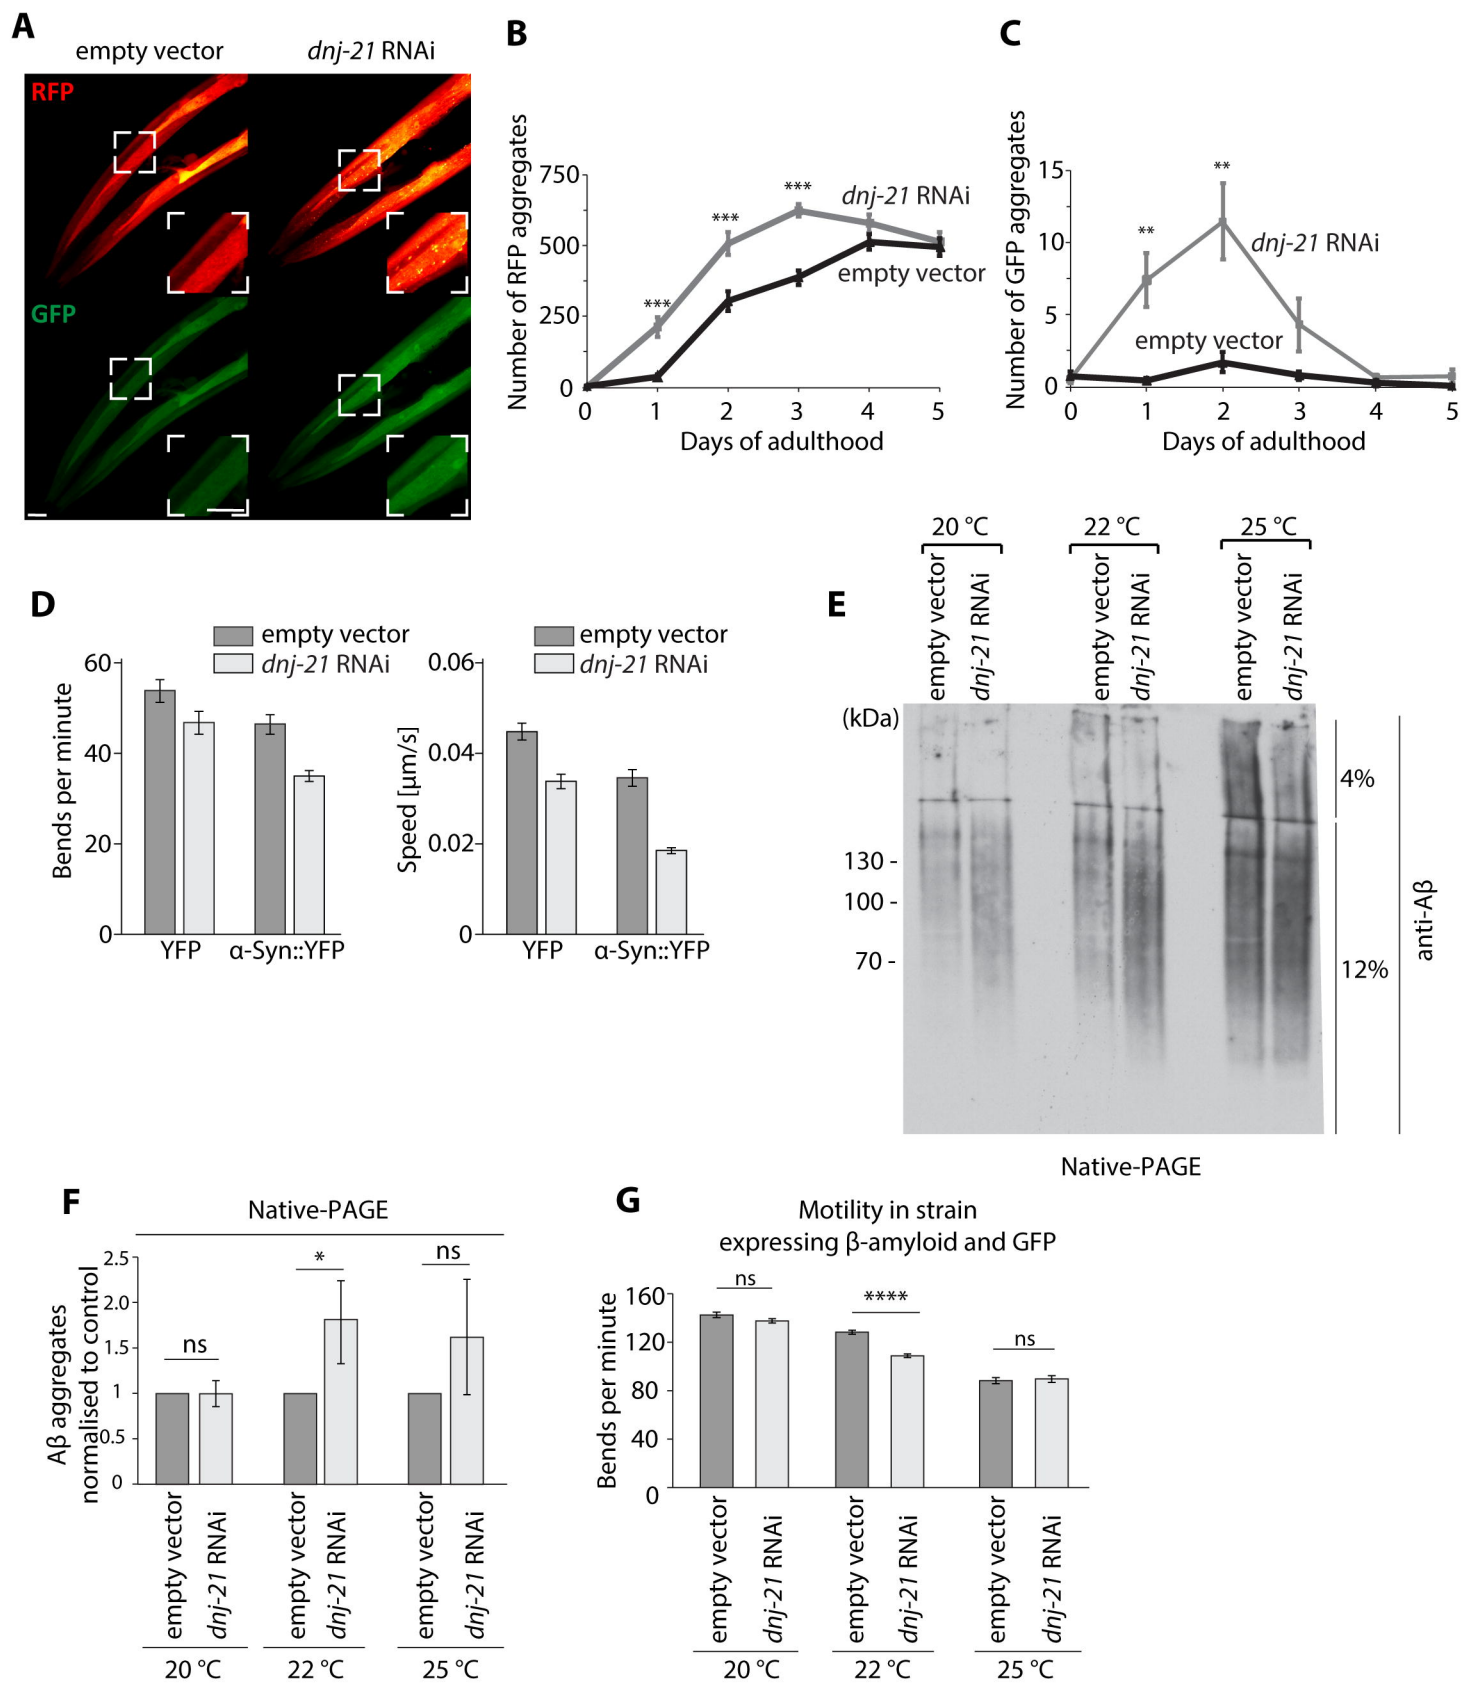 A
empty vector
dnj-21 RNAi
RFP
GFP
B
Number of RFP aggregates
750
500
250
0
***
***
***
dnj-21 RNAi
empty vector
0 1 2 3 4 5
Days of adulthood
C
Number of GFP aggregates
15
10
5
0
**
**
dnj-21 RNAi
empty vector
0 1 2 3 4 5
Days of adulthood
D
empty vector
dnj-21 RNAi
Bends per minute
60
40
20
0
YFP α-Syn::YFP
empty vector
dnj-21 RNAi
Speed [µm/s]
0.06
0.04
0.02
0
YFP α-Syn::YFP
E
20 °C 22 °C 25 °C
empty vector
dnj-21 RNAi
empty vector
dnj-21 RNAi
empty vector
dnj-21 RNAi
(kDa)
130 -
100 -
70 -
4%
12%
anti-Aβ
Native-PAGE
F
Native-PAGE
Aβ aggregates
normalised to control
2.5
2.0
1.5
1
0.5
0
ns
*
ns
empty vector
dnj-21 RNAi
empty vector
dnj-21 RNAi
empty vector
dnj-21 RNAi
20 °C 22 °C 25 °C
G
Motility in strain
expressing β-amyloid and GFP
Bends per minute
160
120
80
40
0
ns
****
ns
empty vector
dnj-21 RNAi
empty vector
dnj-21 RNAi
empty vector
dnj-21 RNAi
20 °C 22 °C 25 °C